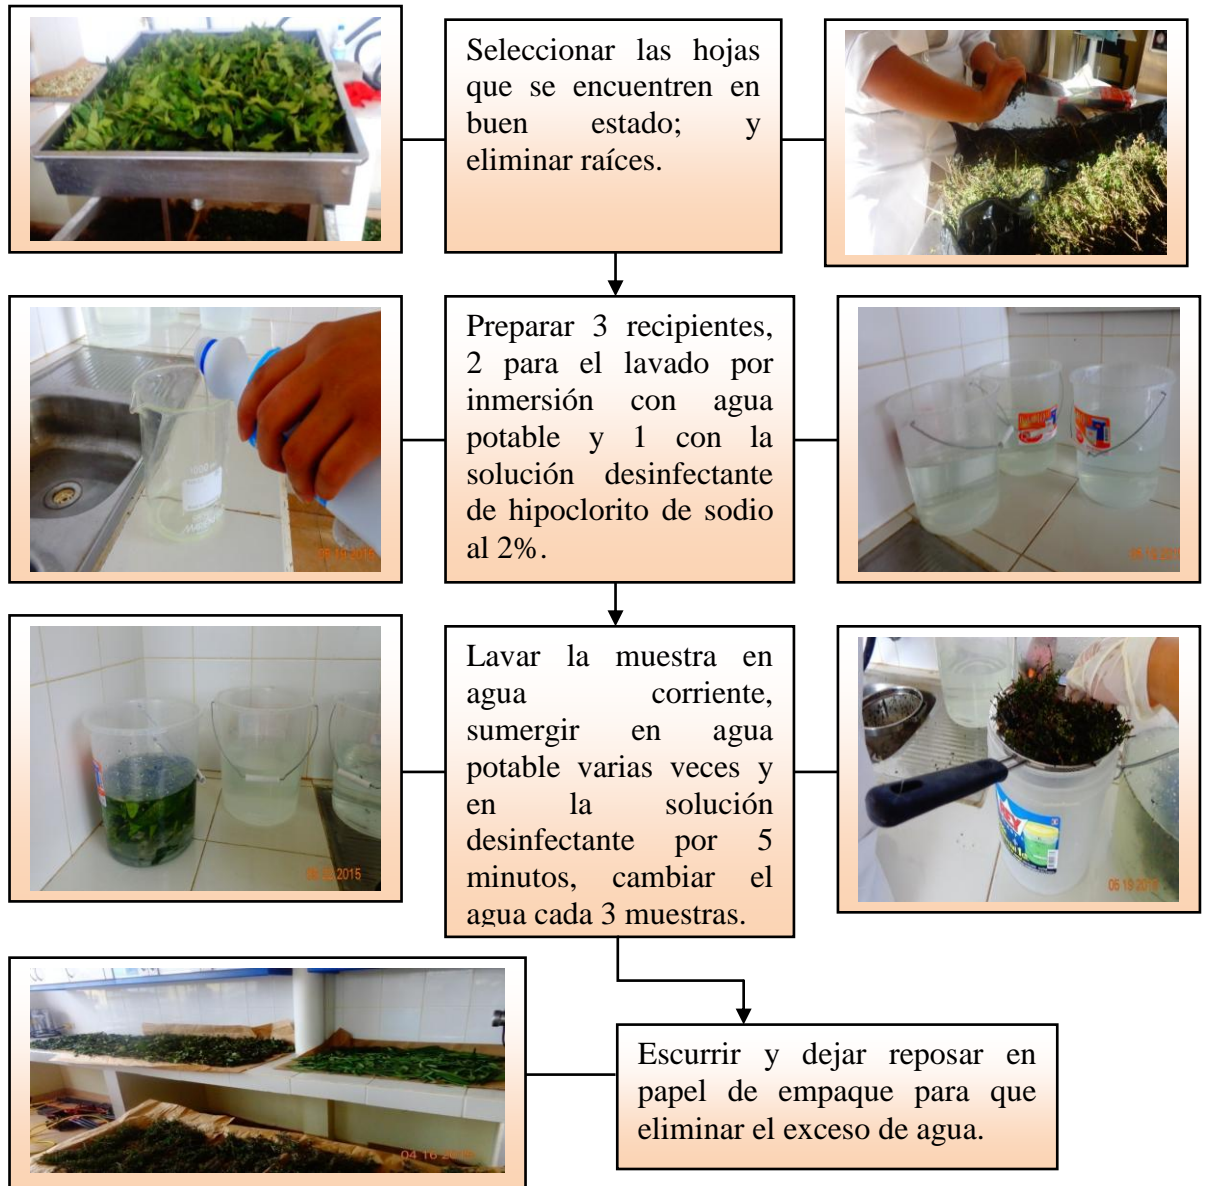 Seleccionar las hojas
que se encuentren en
buen estado; y
eliminar raíces.
Preparar 3 recipientes,
2 para el lavado por
inmersión con agua
potable y 1 con la
solución desinfectante
de hipoclorito de sodio
al 2%.
Lavar la muestra en
agua corriente,
sumergir en agua
potable varias veces y
en la solución
desinfectante por 5
minutos, cambiar el
agua cada 3 muestras.
Escurrir y dejar reposar en
papel de empaque para que
eliminar el exceso de agua.